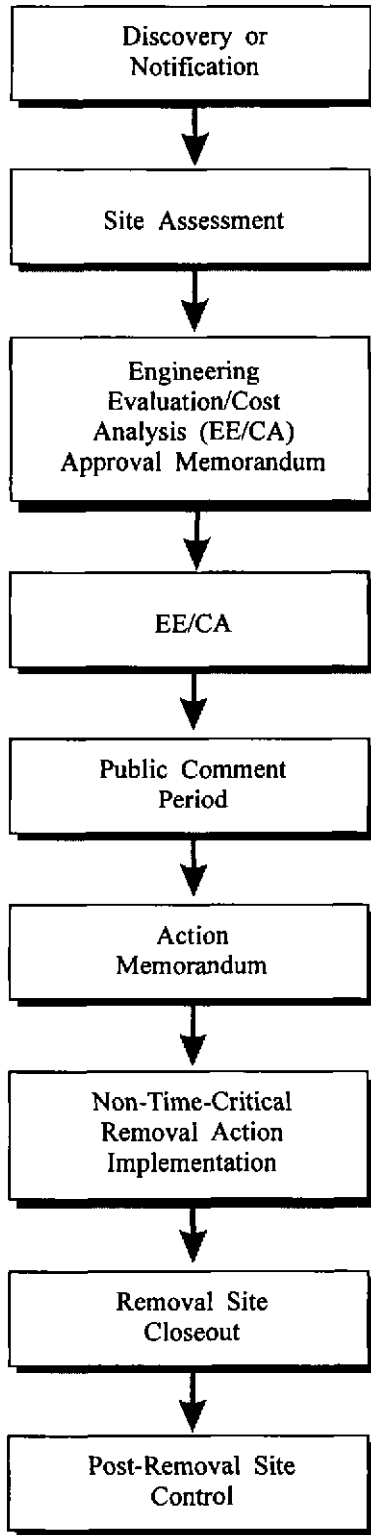 Discovery or
Notification
Site Assessment
Engineering
Evaluation/Cost
Analysis (EE/CA)
Approval Memorandum
EE/CA
Public Comment
Period
Action
Memorandum
Non-Time-Critical
Removal Action
Implementation
Removal Site
Closeout
Post-Removal Site
Control